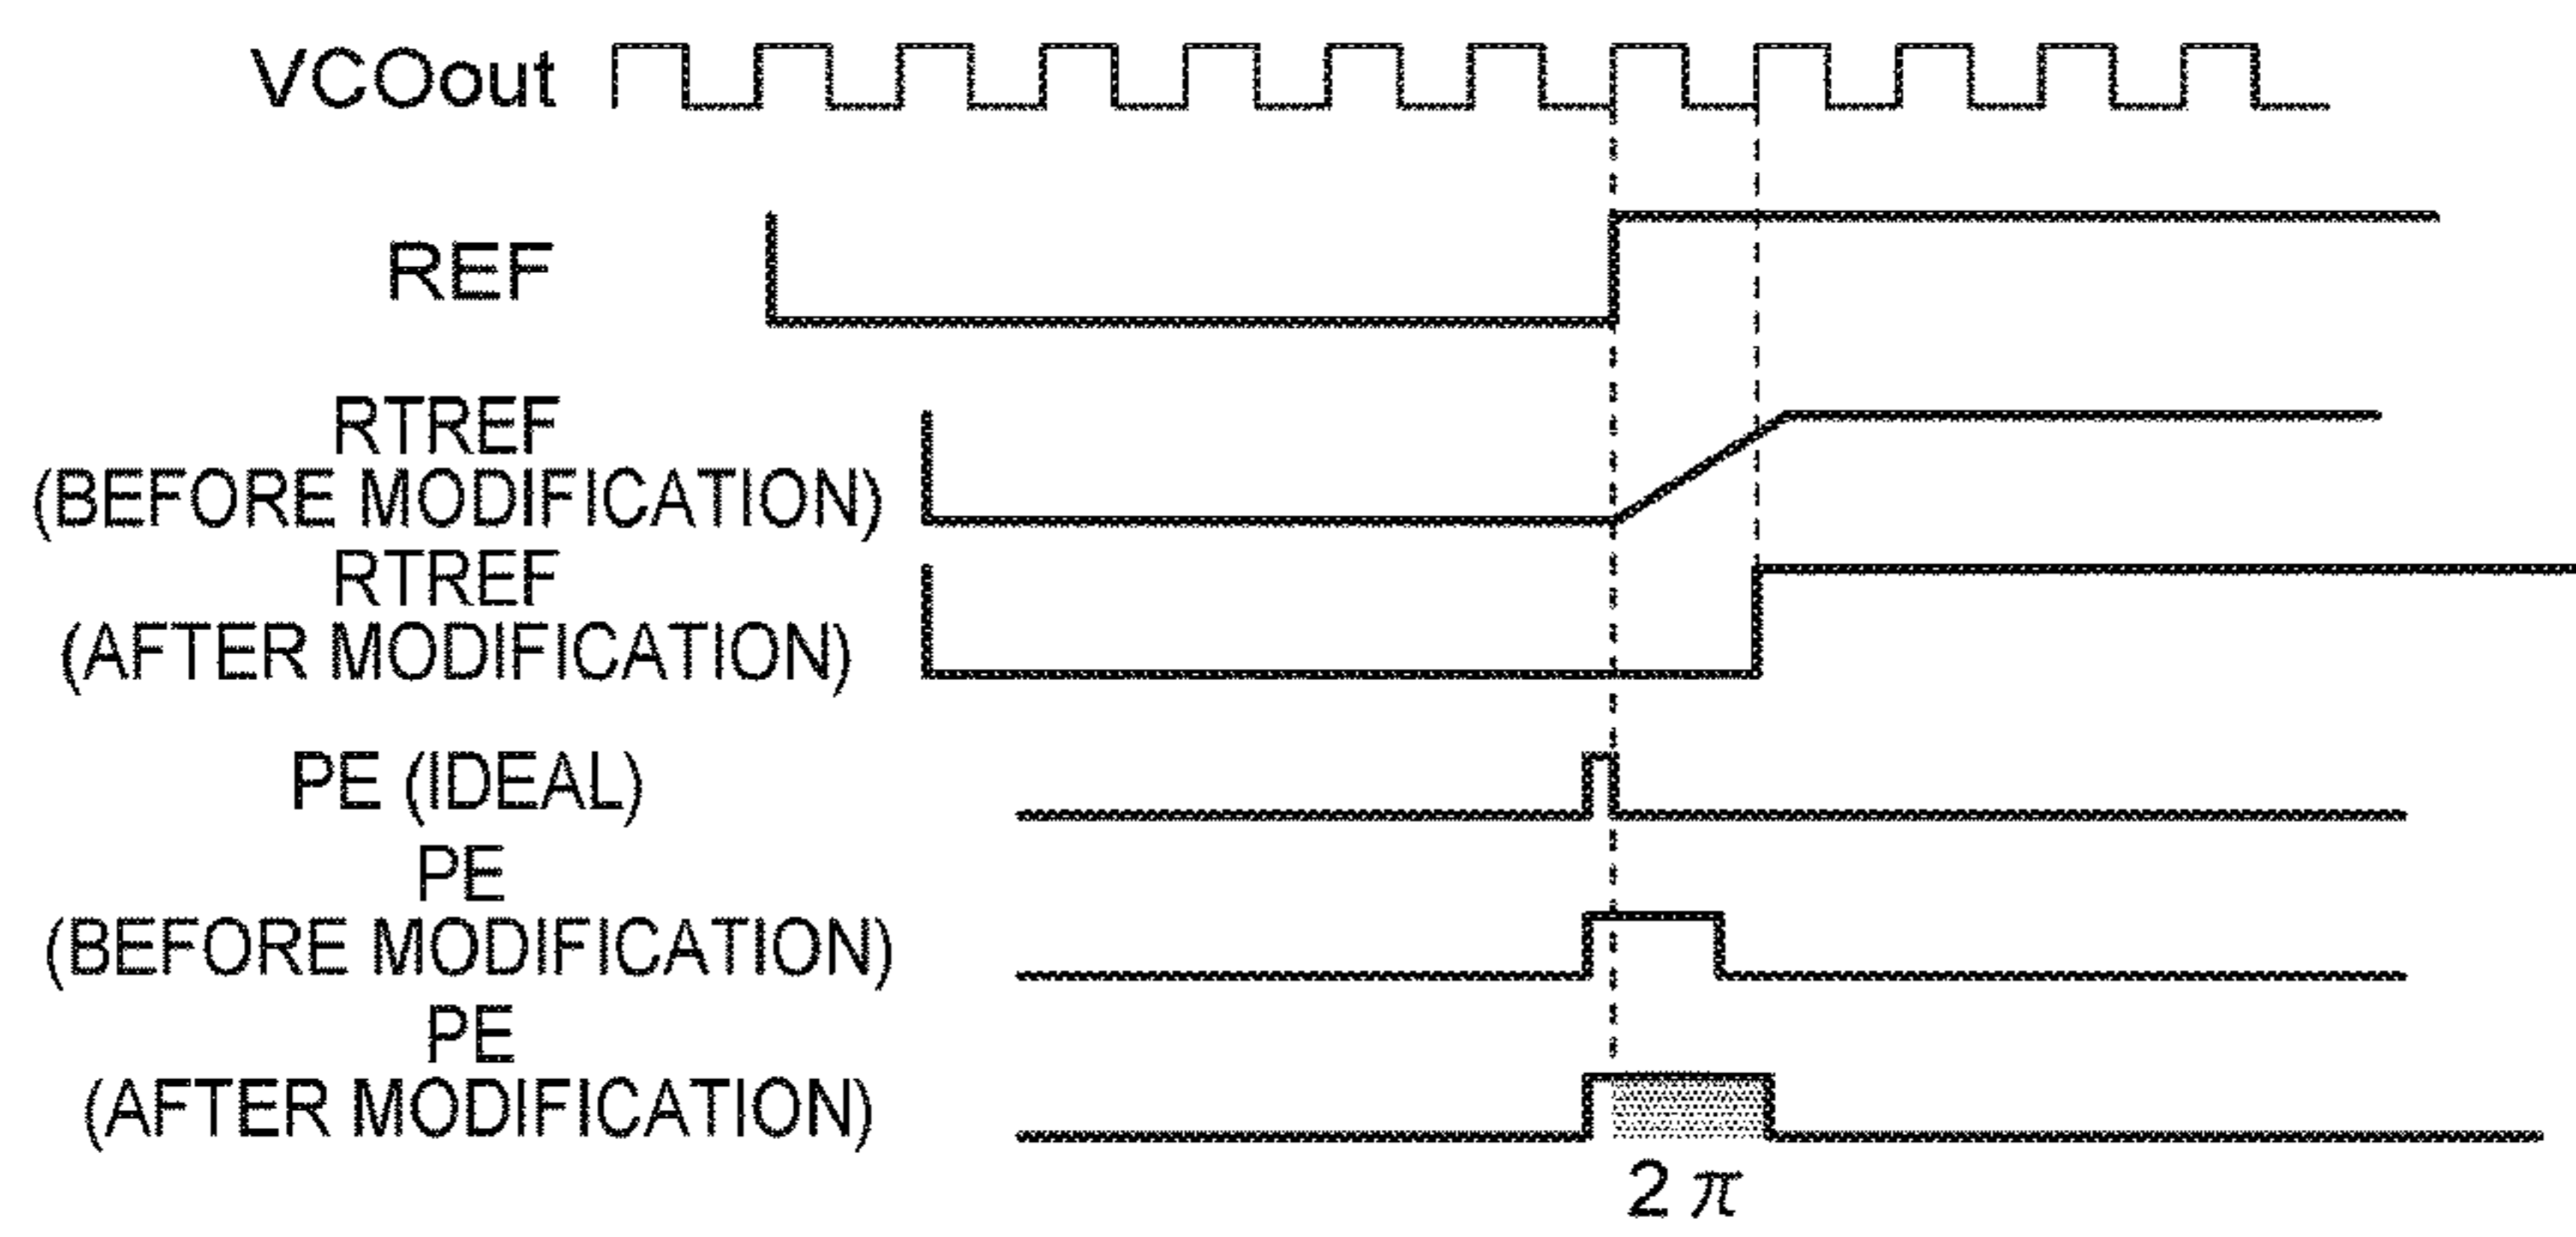 VCOout
REF
RTREF
(BEFORE MODIFICATION)
RTREF
(AFTER MODIFICATION)
PE (IDEAL)
PE
(BEFORE MODIFICATION)
PE
(AFTER MODIFICATION)
2π